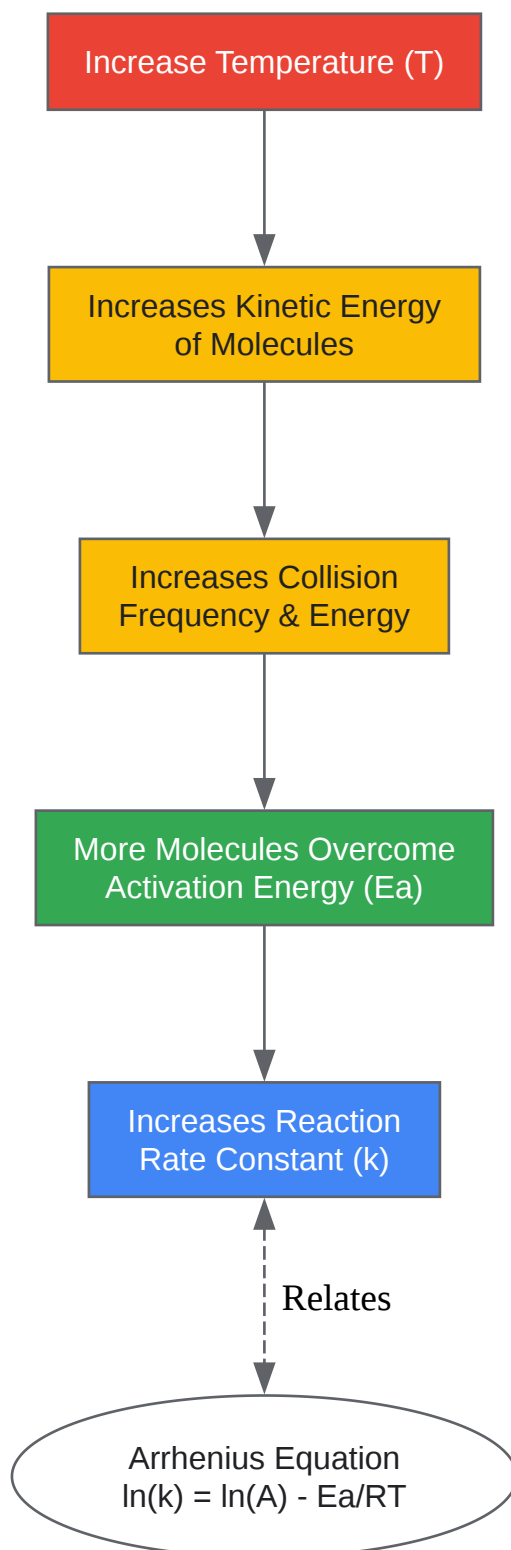 Increase Temperature (T)
Increases Kinetic Energy
of Molecules
Increases Collision
Frequency & Energy
More Molecules Overcome
Activation Energy (Ea)
Increases Reaction
Rate Constant (k)
Relates
Arrhenius Equation
ln(k) = ln(A) - Ea/RT